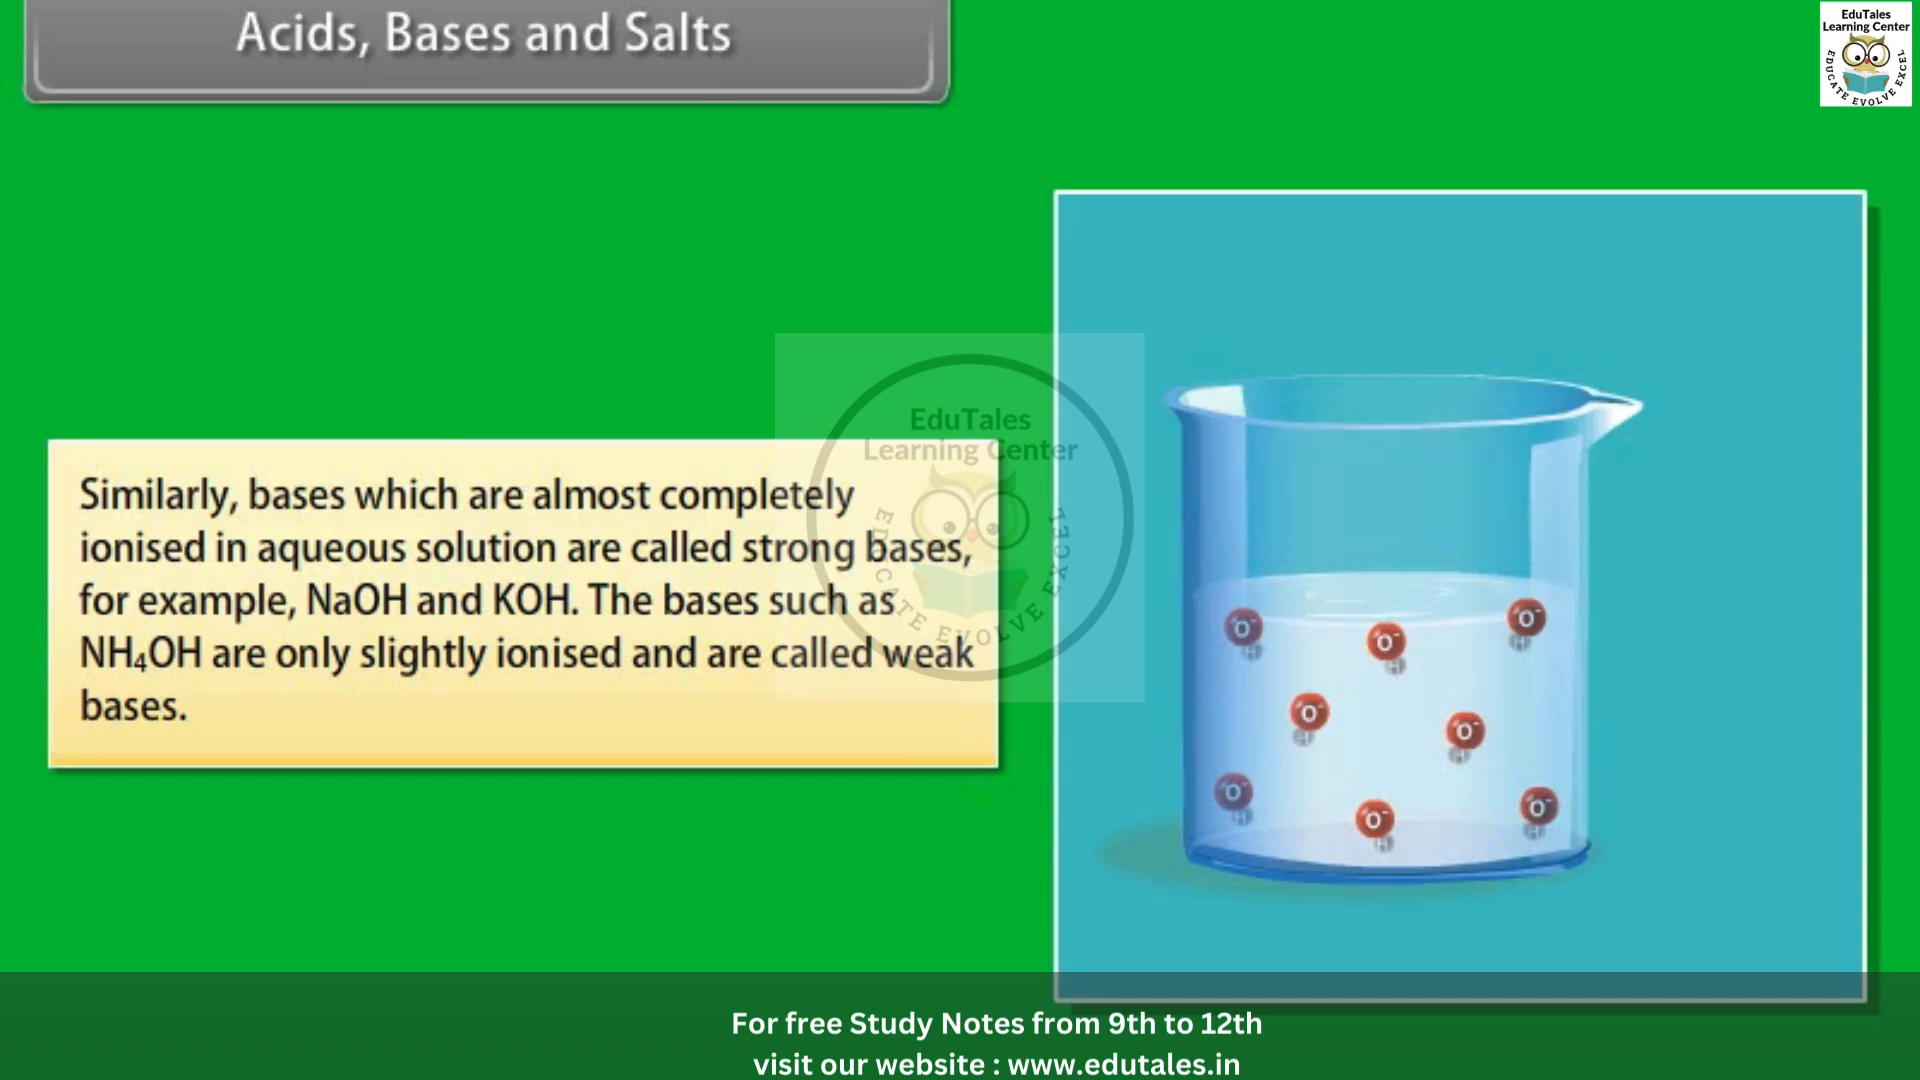 Acids, Bases and Salts
EduTales
Learning Center
EDUCATE EVOLVE EXCEL
EduTales
Learning Center
EDUCATE EVOLVE EXCEL
Similarly, bases which are almost completely
ionised in aqueous solution are called strong bases,
for example, NaOH and KOH. The bases such as
NH₄OH are only slightly ionised and are called weak
bases.
O⁻
H
O⁻
H
O⁻
H
O⁻
H
O⁻
H
O⁻
H
O⁻
H
O⁻
H
For free Study Notes from 9th to 12th
visit our website : www.edutales.in